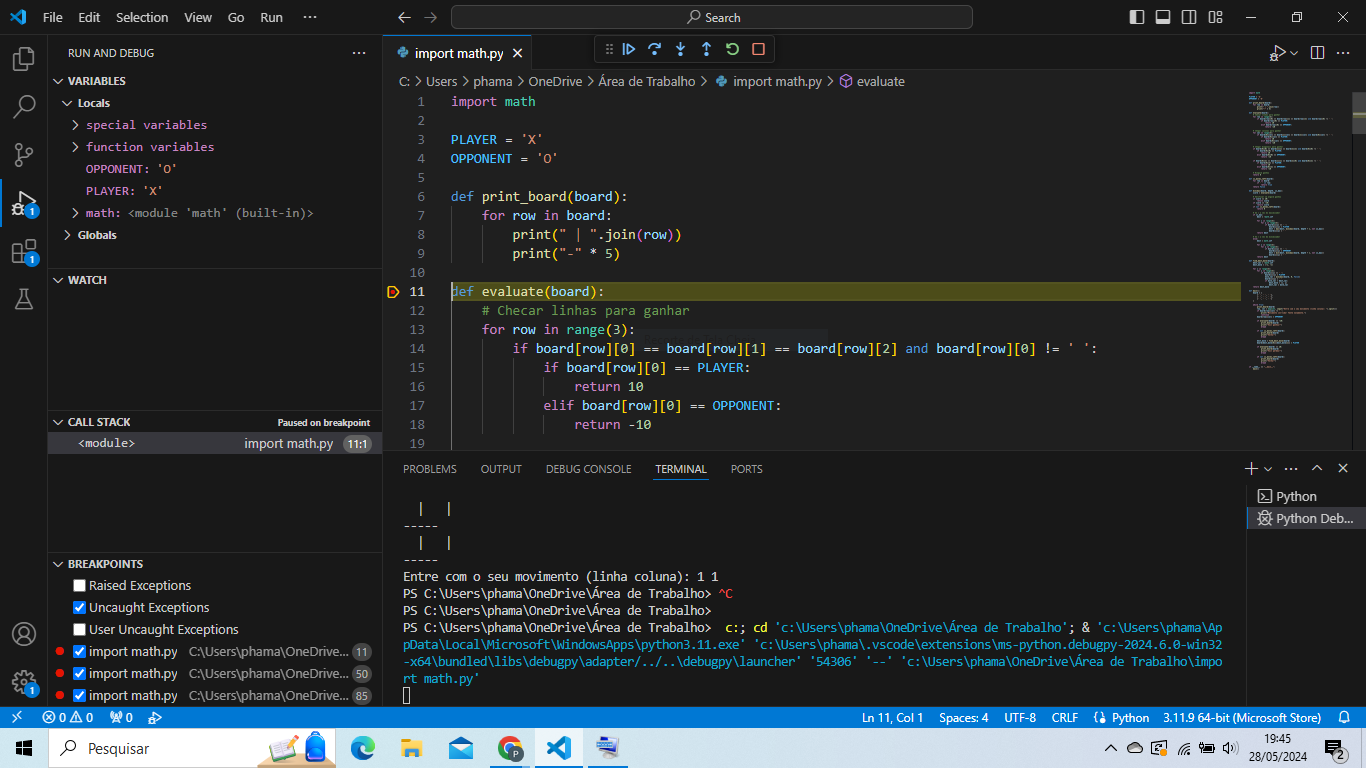 File Edit Selection View Go Run ···
Search
RUN AND DEBUG
VARIABLES
Locals
special variables
function variables
OPPONENT: 'O'
PLAYER: 'X'
math: <module 'math' (built-in)>
Globals
WATCH
CALL STACK Paused on breakpoint
<module> import math.py 11:1
BREAKPOINTS
Raised Exceptions
Uncaught Exceptions
User Uncaught Exceptions
import math.py C:\Users\phama\OneDrive... 11
import math.py C:\Users\phama\OneDrive... 50
import math.py C:\Users\phama\OneDrive... 85
1
1
1
import math.py
C: > Users > phama > OneDrive > Área de Trabalho > import math.py > evaluate
1 import math
2
3 PLAYER = 'X'
4 OPPONENT = 'O'
5
6 def print_board(board):
7 for row in board:
8 print(" | ".join(row))
9 print("-" * 5)
10
11 def evaluate(board):
12 # Checar linhas para ganhar
13 for row in range(3):
14 if board[row][0] == board[row][1] == board[row][2] and board[row][0] != ' ':
15 if board[row][0] == PLAYER:
16 return 10
17 elif board[row][0] == OPPONENT:
18 return -10
19
PROBLEMS OUTPUT DEBUG CONSOLE TERMINAL PORTS
Python
Python Deb...
| |
-----
| |
-----
Entre com o seu movimento (linha coluna): 1 1
PS C:\Users\phama\OneDrive\Área de Trabalho> ^C
PS C:\Users\phama\OneDrive\Área de Trabalho>
PS C:\Users\phama\OneDrive\Área de Trabalho> c:; cd 'c:\Users\phama\OneDrive\Área de Trabalho'; & 'c:\Users\phama\Ap
pData\Local\Microsoft\WindowsApps\python3.11.exe' 'c:\Users\phama\.vscode\extensions\ms-python.debugpy-2024.6.0-win32
-x64\bundled\libs\debugpy\adapter/../..\debugpy\launcher' '54306' '--' 'c:\Users\phama\OneDrive\Área de Trabalho\impo
rt math.py'
0 0 0 Ln 11, Col 1 Spaces: 4 UTF-8 CRLF Python 3.11.9 64-bit (Microsoft Store)
Pesquisar
P
19:45
28/05/2024
2